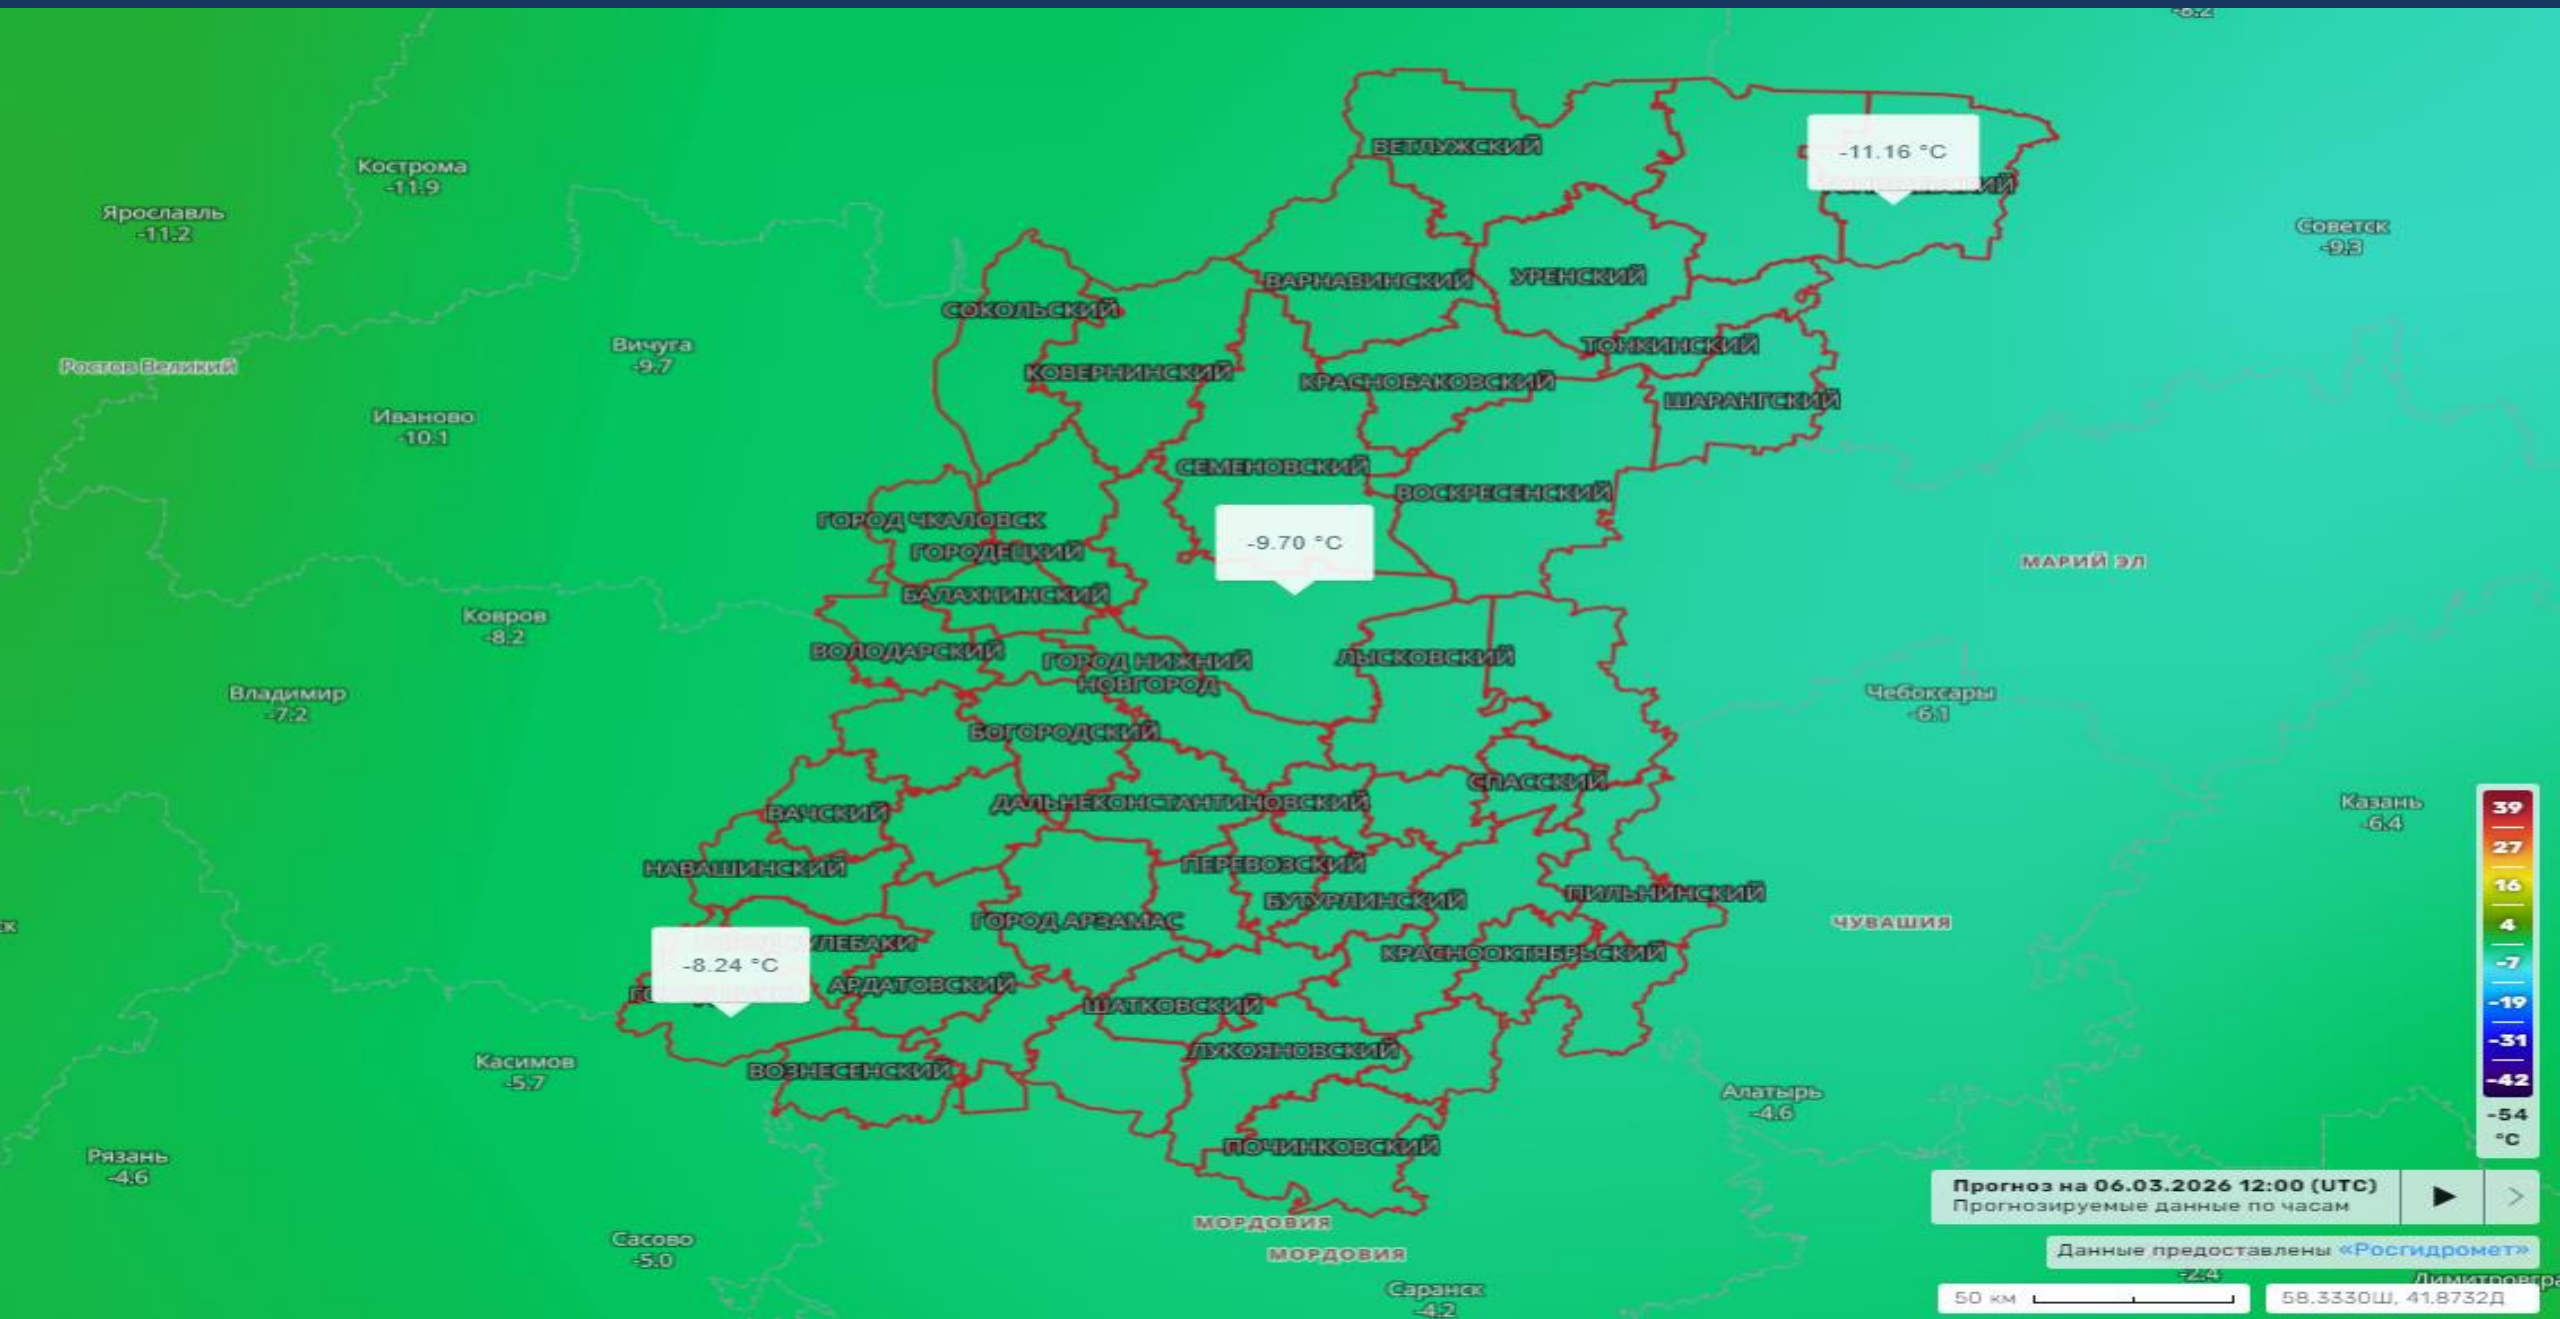 -8.2
ВЕТЛУЖСКИЙ
-11.16 °C
Кострома
-11.9
Ярославль
-11.2
Советск
-9.3
ВАРНАВИНСКИЙ
УРЕНСКИЙ
СОКОЛЬСКИЙ
Вичуга
-9.7
ТОНКИНСКИЙ
Ростов Великий
КОВЕРНИНСКИЙ
КРАСНОБАКОВСКИЙ
ШАРАНГСКИЙ
Иваново
-10.1
СЕМЕНОВСКИЙ
ВОСКРЕСЕНСКИЙ
ГОРОД ЧКАЛОВСК
-9.70 °C
ГОРОДЕЦКИЙ
МАРИЙ ЭЛ
БАЛАХНИНСКИЙ
Ковров
-8.2
ВОЛОДАРСКИЙ
ГОРОД НИЖНИЙ
НОВГОРОД
ЛЫСКОВСКИЙ
Владимир
-7.2
Чебоксары
-6.1
БОГОРОДСКИЙ
СПАССКИЙ
ВАЧСКИЙ
ДАЛЬНЕКОНСТАНТИНОВСКИЙ
Казань
-6.4
НАВАШИНСКИЙ
ПЕРЕВОЗСКИЙ
БУТУРЛИНСКИЙ
ПИЛЬНИНСКИЙ
ГОРОД АРЗАМАС
ЧУВАШИЯ
УЛЕБАКИ
-8.24 °C
КРАСНООКТЯБРЬСКИЙ
АРДАТОВСКИЙ
ШАТКОВСКИЙ
ЛУКОЯНОВСКИЙ
Касимов
-5.7
ВОЗНЕСЕНСКИЙ
Алатырь
-4.6
ПОЧИНКОВСКИЙ
Рязань
-4.6
МОРДОВИЯ
МОРДОВИЯ
Сасово
-5.0
Саранск
-4.2
39
27
16
4
-7
-19
-31
-42
-54
°C
Прогноз на 06.03.2026 12:00 (UTC)
Прогнозируемые данные по часам
Данные предоставлены «Росгидромет»
-2.4
Димитровгра
50 км
58.3330Ш, 41.8732Д